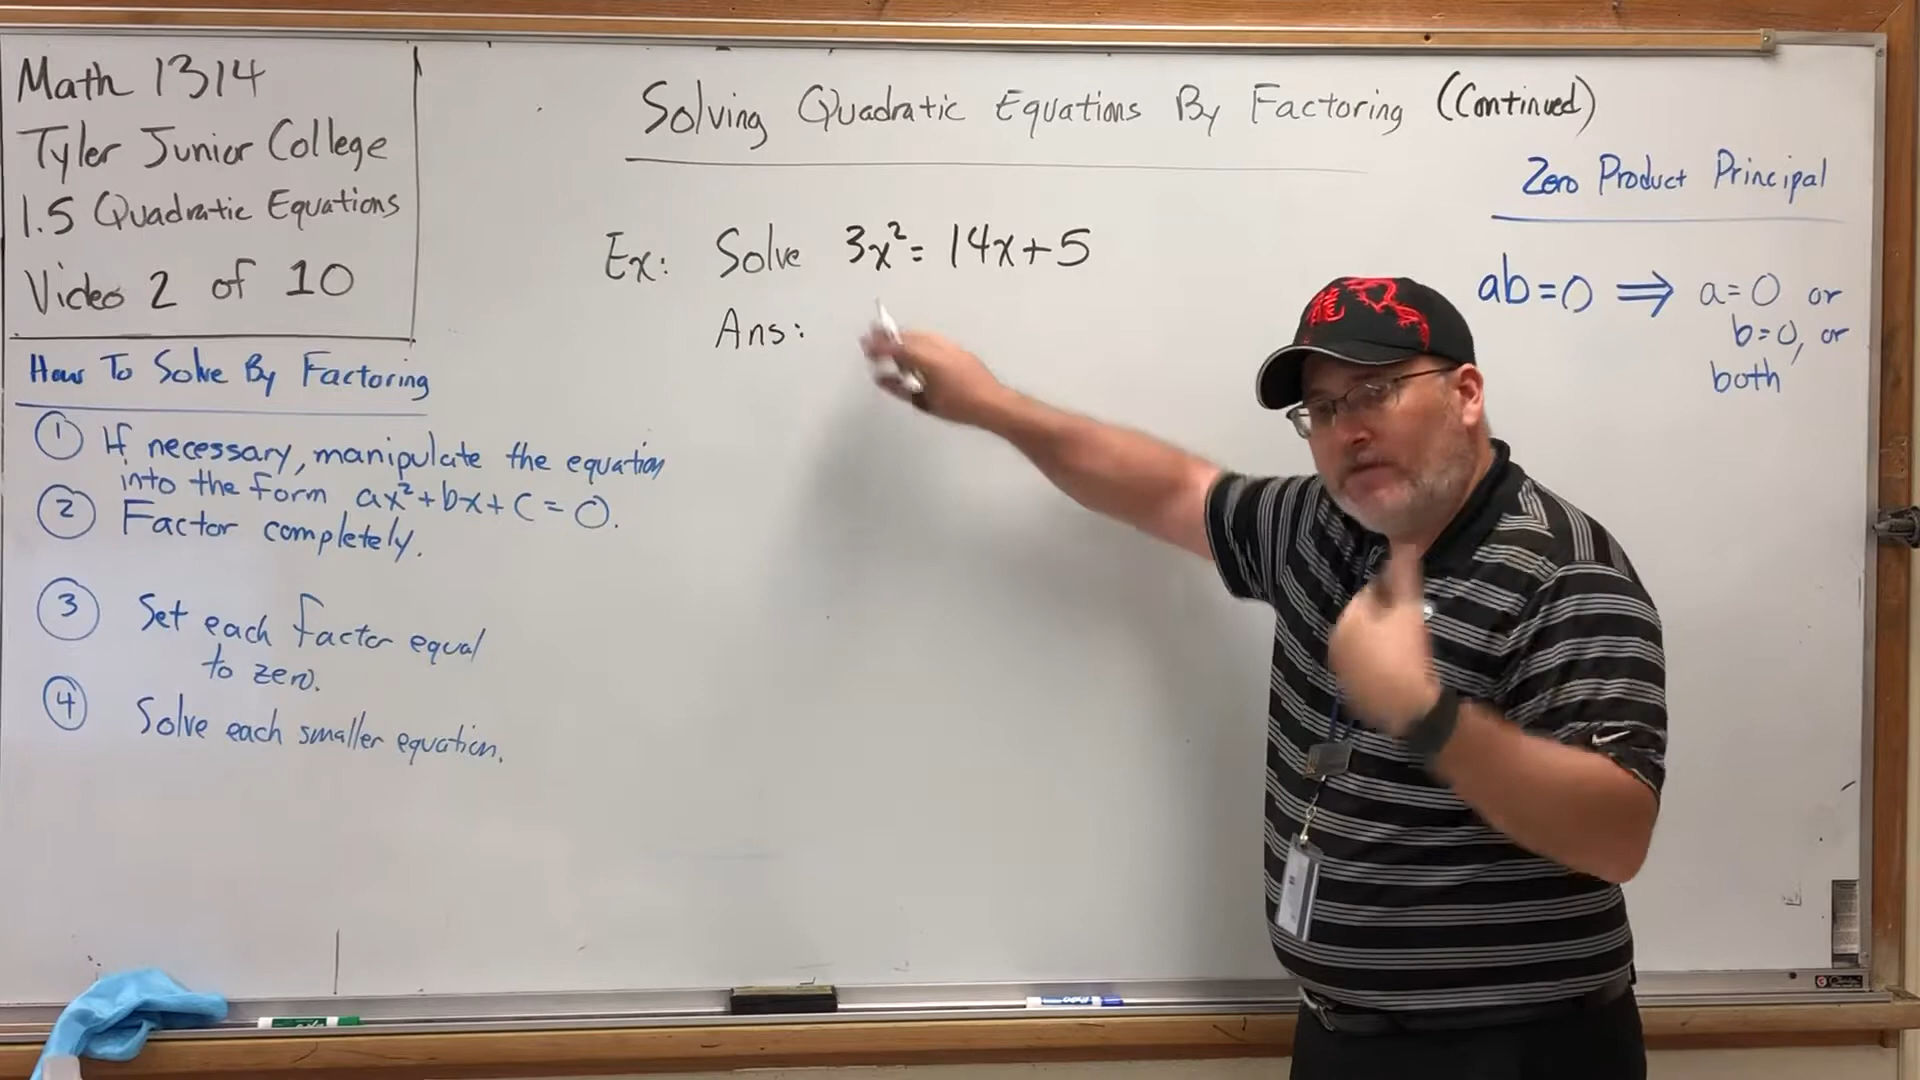 Math 1314
Tyler Junior College
1.5 Quadratic Equations
Video 2 of 10
How To Solve By Factoring
1 If necessary, manipulate the equation
into the form ax²+bx+c=0.
2 Factor completely.
3 Set each factor equal
to zero.
4 Solve each smaller equation.
Solving Quadratic Equations By Factoring (Continued)
Ex: Solve 3x²=14x+5
Ans:
Zero Product Principal
ab=0 ⟹ a=0 or
b=0, or
both